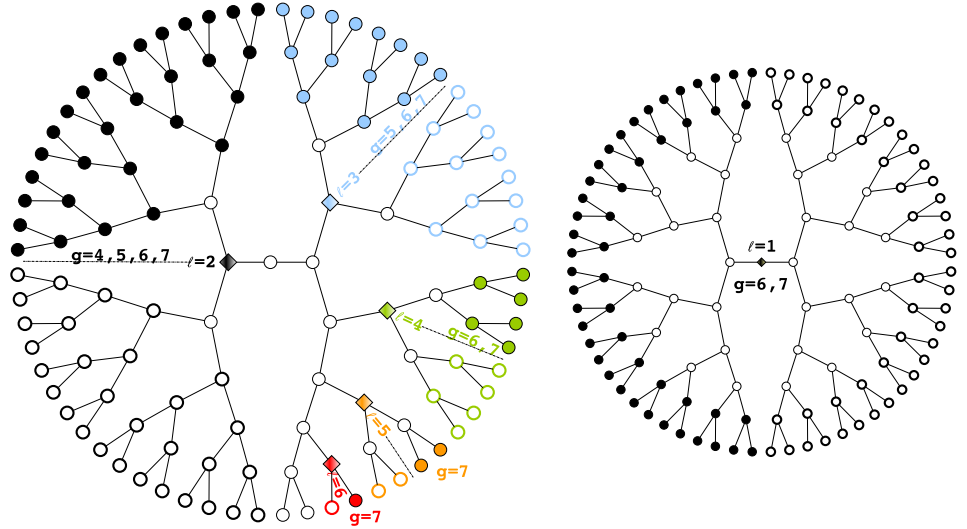 g=5,6,7
ℓ=3
g=4,5,6,7
ℓ=2
ℓ=1
g=6,7
ℓ=4
g=6,7
ℓ=5
g=7
ℓ=6
g=7